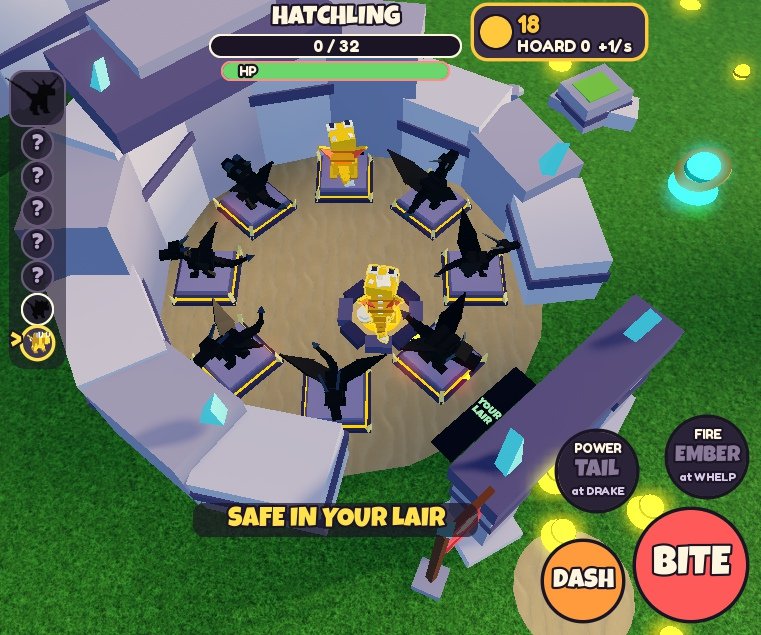 HATCHLING
0 / 32
HP
18
HOARD 0 +1/s
?
?
?
?
?
YOUR
LAIR
SAFE IN YOUR LAIR
POWER
TAIL
at DRAKE
FIRE
EMBER
at WHELP
DASH
BITE